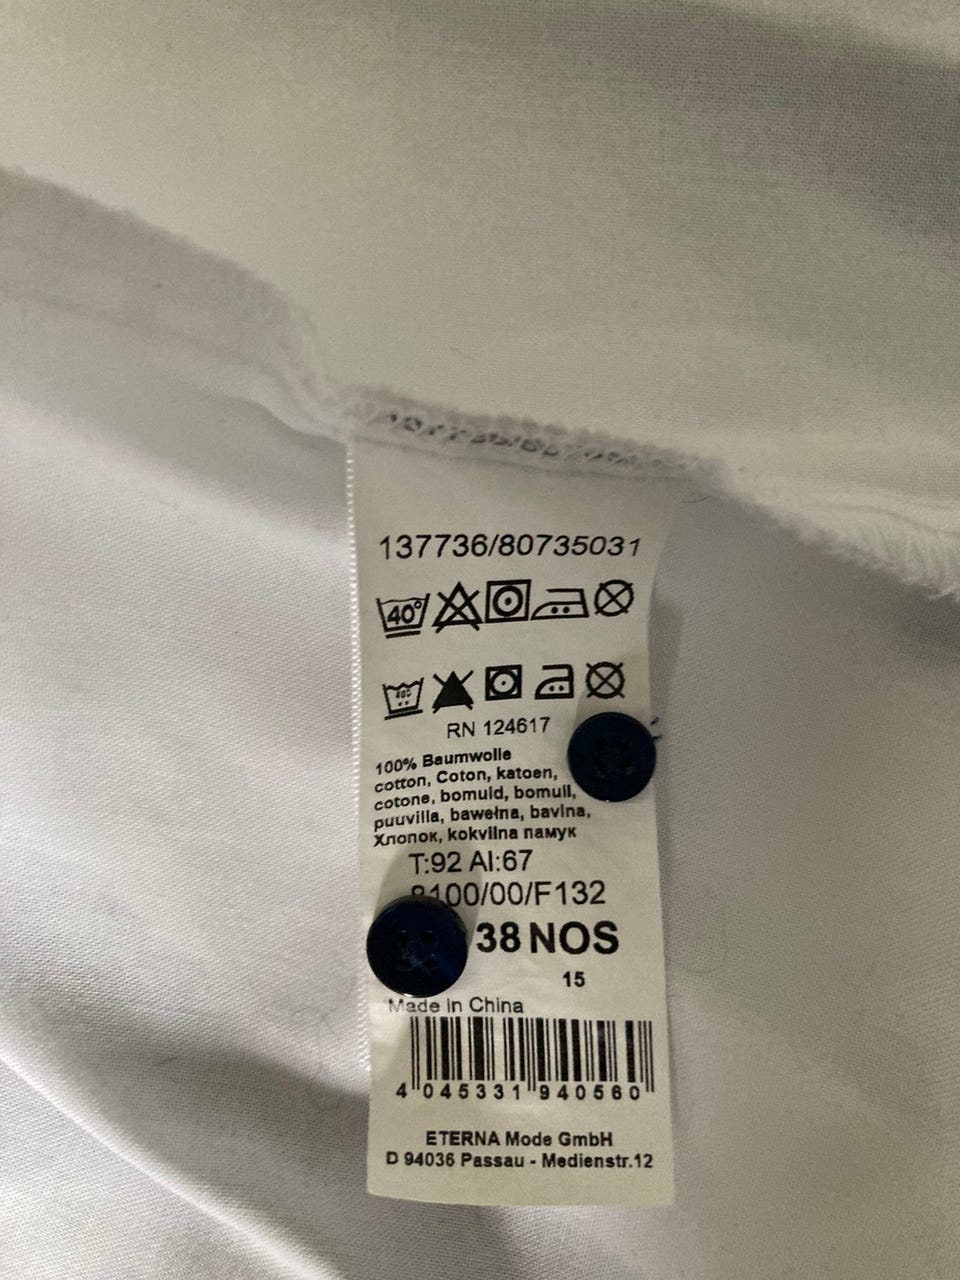 137736/80735031
40°
40°C
RN 124617
100% Baumwolle
cotton, Coton, katoen,
cotone, bomuld, bomull,
puuvilla, bawełna, bavlna,
Хлопок, kokvilna памук
T:92 Al:67
8100/00/F132
38 NOS
15
Made in China
4 045331 940560
ETERNA Mode GmbH
D 94036 Passau - Medienstr.12